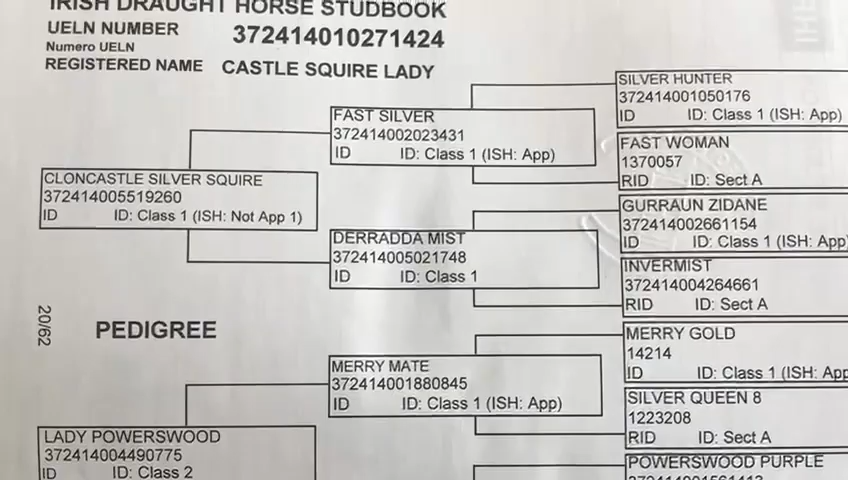 IRISH DRAUGHT HORSE STUDBOOK
UELN NUMBER 372414010271424
Numero UELN
REGISTERED NAME CASTLE SQUIRE LADY
SILVER HUNTER
372414001050176
ID ID: Class 1 (ISH: App)
FAST SILVER
372414002023431
ID ID: Class 1 (ISH: App)
FAST WOMAN
1370057
RID ID: Sect A
CLONCASTLE SILVER SQUIRE
372414005519260
ID ID: Class 1 (ISH: Not App 1)
GURRAUN ZIDANE
372414002661154
ID ID: Class 1 (ISH: App)
DERRADDA MIST
372414005021748
ID ID: Class 1
INVERMIST
372414004264661
RID ID: Sect A
20/62
PEDIGREE
MERRY GOLD
14214
ID ID: Class 1 (ISH: App
MERRY MATE
372414001880845
ID ID: Class 1 (ISH: App)
SILVER QUEEN 8
1223208
RID ID: Sect A
LADY POWERSWOOD
372414004490775
ID ID: Class 2
POWERSWOOD PURPLE